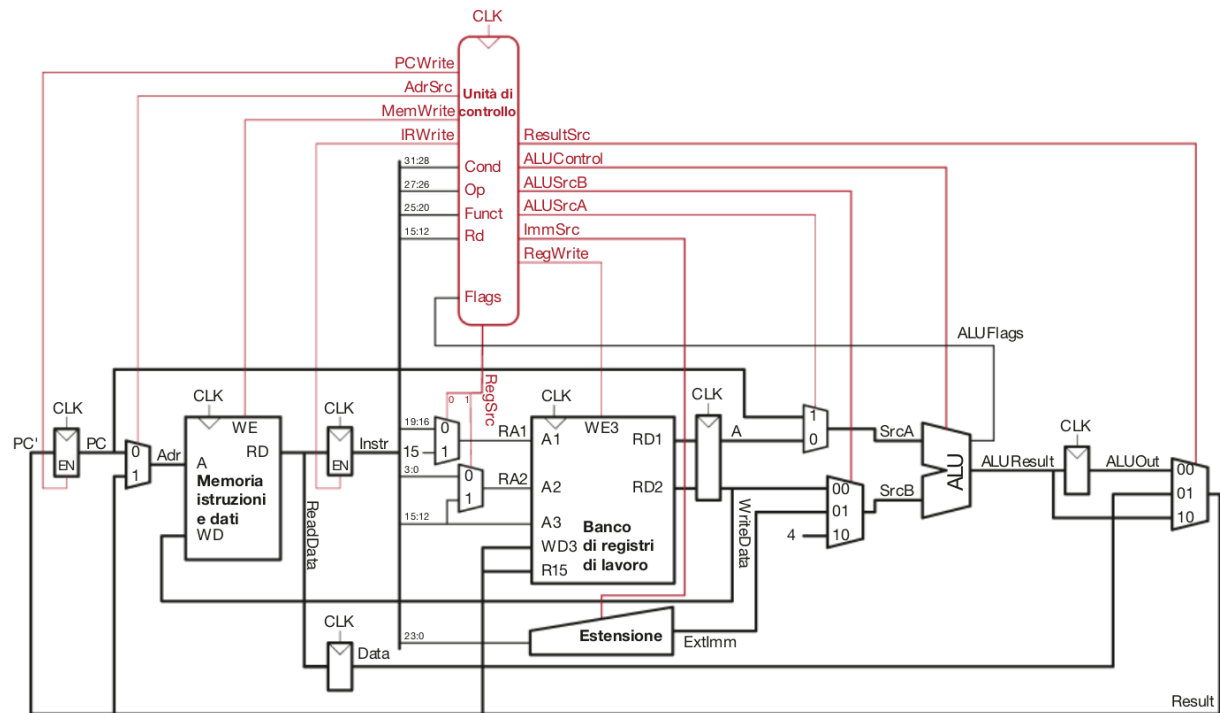 CLK
PCWrite
AdrSrc
MemWrite
IRWrite
Unità di
controllo
31:28
Cond
27:26
Op
25:20
Funct
15:12
Rd
Flags
ResultSrc
ALUControl
ALUSrcB
ALUSrcA
ImmSrc
RegWrite
ALUFlags
RegSrc
0 1
CLK
PC'
EN
PC
0
1
Adr
CLK
WE
A
RD
Memoria
istruzioni
e dati
WD
ReadData
CLK
EN
Instr
19:16
15
0
1
RA1
3:0
0
1
RA2
15:12
CLK
WE3
A1
RD1
A2
RD2
A3
WD3
R15
Banco
di registri
di lavoro
CLK
A
WriteData
1
0
SrcA
00
01
10
4
SrcB
ALU
ALUResult
CLK
ALUOut
00
01
10
23:0
Estensione
ExtImm
CLK
Data
Result